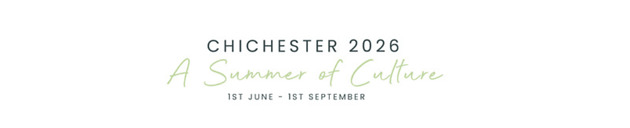 CHICHESTER 2026
A Summer of Culture
1ST JUNE - 1ST SEPTEMBER